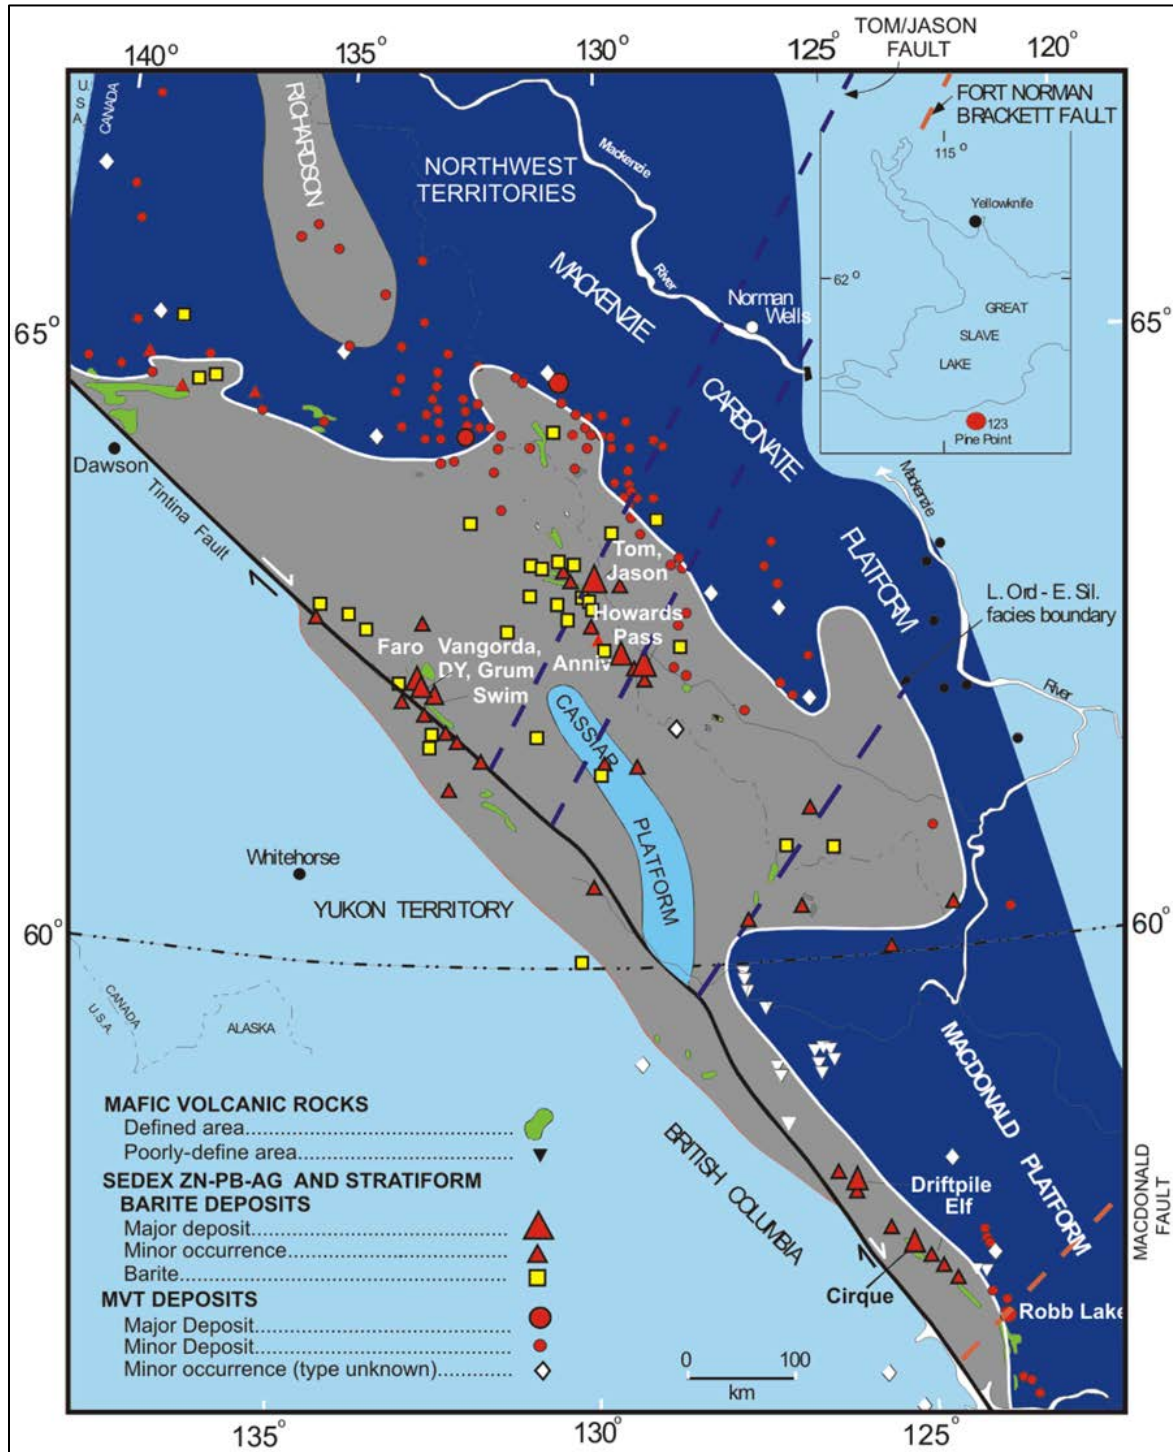 TOM/JASON
FAULT
140°
135°
130°
125°
120°
FORT NORMAN
BRACKETT FAULT
U.S.A.
CANADA
RICHARDSON
NORTHWEST
TERRITORIES
Mackenzie
River
115°
Yellowknife
62°
GREAT
SLAVE
LAKE
123
Pine Point
MACKENZIE
Norman
Wells
65°
65°
CARBONATE
PLATFORM
Mackenzie
River
Dawson
Tintina Fault
Tom,
Jason
L. Ord - E. Sil.
facies boundary
Howards
Pass
Faro
Vangorda,
DY, Grum
Swim
Anniv
CASSIAR
PLATFORM
Whitehorse
YUKON TERRITORY
60°
60°
CANADA
U.S.A.
ALASKA
MACDONALD PLATFORM
BRITISH COLUMBIA
MACDONALD
FAULT
Driftpile
Elf
Cirque
Robb Lake
MAFIC VOLCANIC ROCKS
Defined area
Poorly-define area
SEDEX ZN-PB-AG AND STRATIFORM
BARITE DEPOSITS
Major deposit
Minor occurrence
Barite
MVT DEPOSITS
Major Deposit
Minor Deposit
Minor occurrence (type unknown)
0 100
km
135°
130°
125°